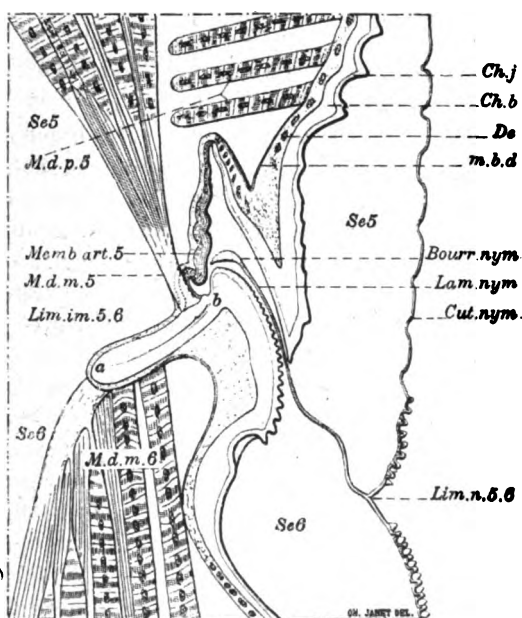 Ch.j
Ch.b
De
m.b.d
Se5
M.d.p.5
Se5
Memb art.5
M.d.m.5
Lim.im.5.6
Bourr.nym
Lam.nym
Cut.nym
b
a
Se6
M.d.m.6
Lim.n.5.6
Se6
CH. JANET DEL.